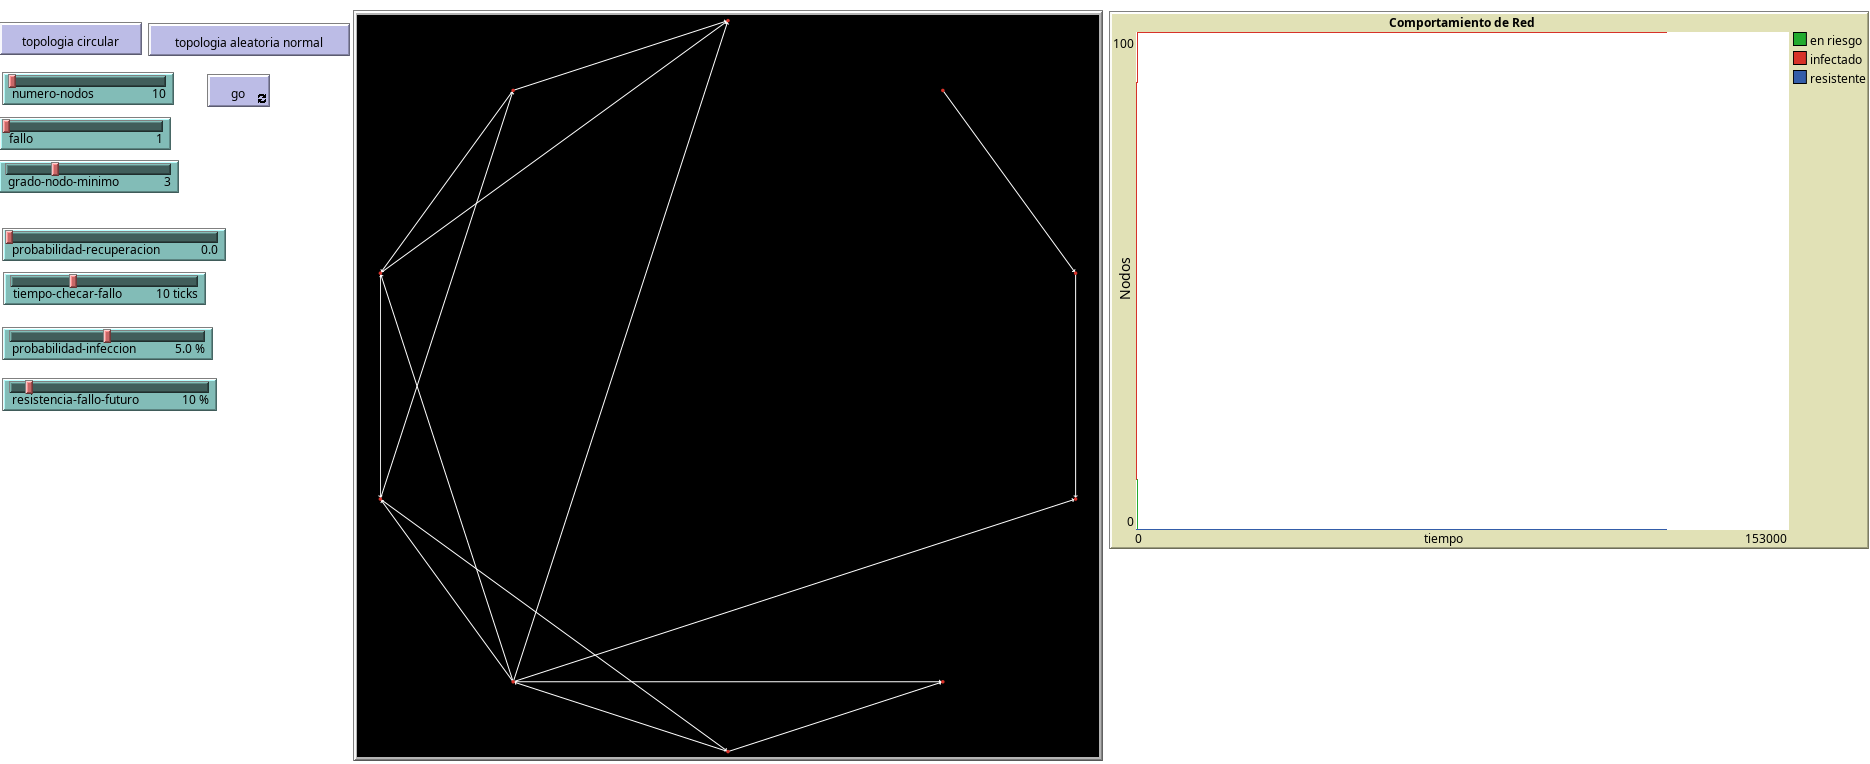 topologia circular
topologia aleatoria normal
numero-nodos 10
go
fallo 1
grado-nodo-minimo 3
probabilidad-recuperacion 0.0
tiempo-checar-fallo 10 ticks
probabilidad-infeccion 5.0 %
resistencia-fallo-futuro 10 %
Comportamiento de Red
100
Nodos
0
0 tiempo 153000
en riesgo
infectado
resistente